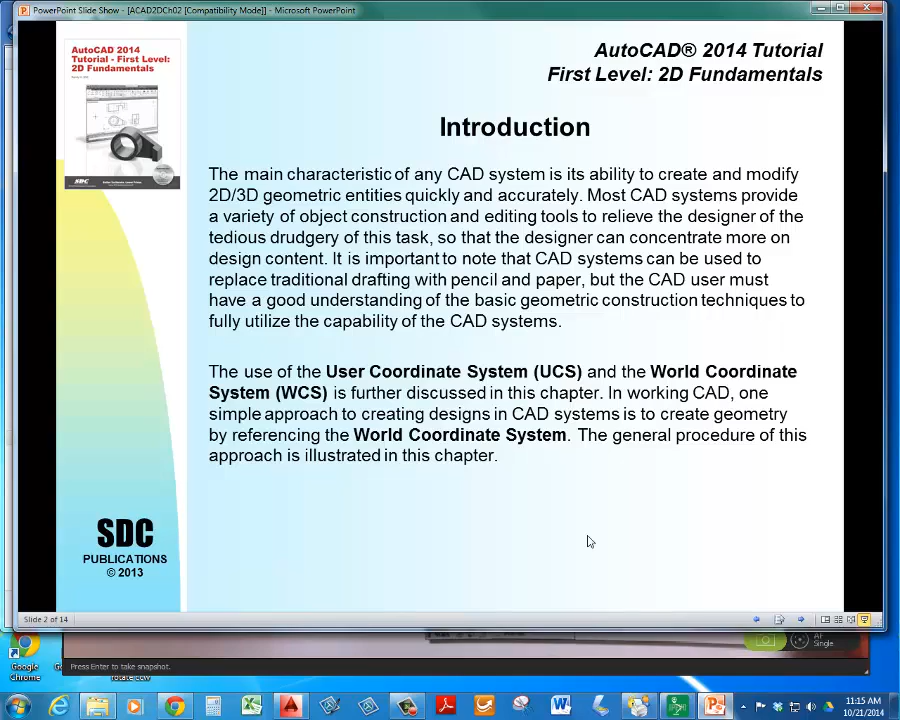 PowerPoint Slide Show - [ACAD2DCh02 [Compatibility Mode]] - Microsoft PowerPoint
AutoCAD 2014
Tutorial - First Level:
2D Fundamentals
AutoCAD® 2014 Tutorial
First Level: 2D Fundamentals
Introduction
The main characteristic of any CAD system is its ability to create and modify
2D/3D geometric entities quickly and accurately. Most CAD systems provide
a variety of object construction and editing tools to relieve the designer of the
tedious drudgery of this task, so that the designer can concentrate more on
design content. It is important to note that CAD systems can be used to
replace traditional drafting with pencil and paper, but the CAD user must
have a good understanding of the basic geometric construction techniques to
fully utilize the capability of the CAD systems.
The use of the User Coordinate System (UCS) and the World Coordinate
System (WCS) is further discussed in this chapter. In working CAD, one
simple approach to creating designs in CAD systems is to create geometry
by referencing the World Coordinate System. The general procedure of this
approach is illustrated in this chapter.
SDC
SDC
PUBLICATIONS
© 2013
Slide 2 of 14
AF
Single
Google
Chrome
Press Enter to take snapshot.
rotate ccw
11:15 AM
10/21/2014